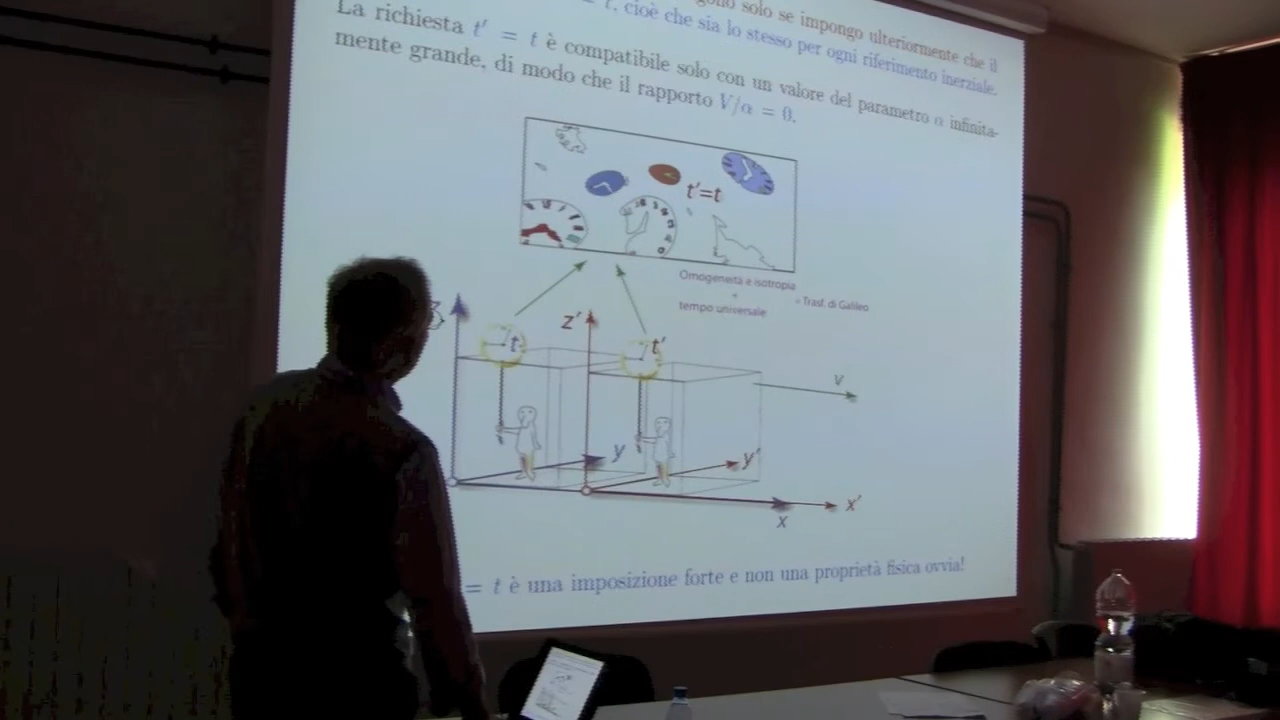 solo se impongo ulteriormente che il
= t, cioè che sia lo stesso per ogni riferimento inerziale.
La richiesta t′ = t è compatibile solo con un valore del parametro α infinita-
mente grande, di modo che il rapporto V/α = 0.
t′=t
Omogeneità e isotropia
+
tempo universale
= Trasf. di Galileo
z′
t
t′
v
y
y′
x′
x
= t è una imposizione forte e non una proprietà fisica ovvia!